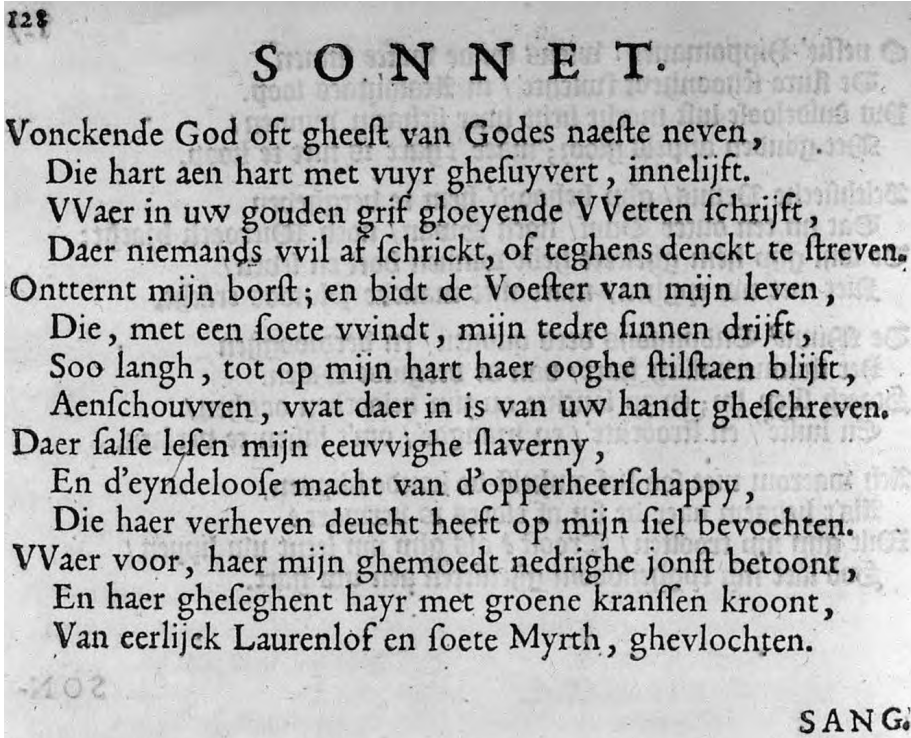 128
SONNET.
Vonckende God oft gheeſt van Godes naeſte neven,
Die hart aen hart met vuyr gheſuyvert, innelijft.
VVaer in uw gouden grif gloeyende VVetten ſchrijft,
Daer niemands vvil af ſchrickt, of teghens denckt te ſtreven.
Ontternt mijn borſt; en bidt de Voeſter van mijn leven,
Die, met een ſoete vvindt, mijn tedre ſinnen drijft,
Soo langh, tot op mijn hart haer ooghe ſtilſtaen blijft,
Aenſchouvven, vvat daer in is van uw handt gheſchreven.
Daer ſalſe leſen mijn eeuvvighe ſlaverny,
En d'eyndelooſe macht van d'opperheerſchappy,
Die haer verheven deucht heeft op mijn ſiel bevochten.
VVaer voor, haer mijn ghemoedt nedrighe jonſt betoont,
En haer gheſeghent hayr met groene kranſſen kroont,
Van eerlijck Laurenlof en ſoete Myrth, ghevlochten.
SANG.